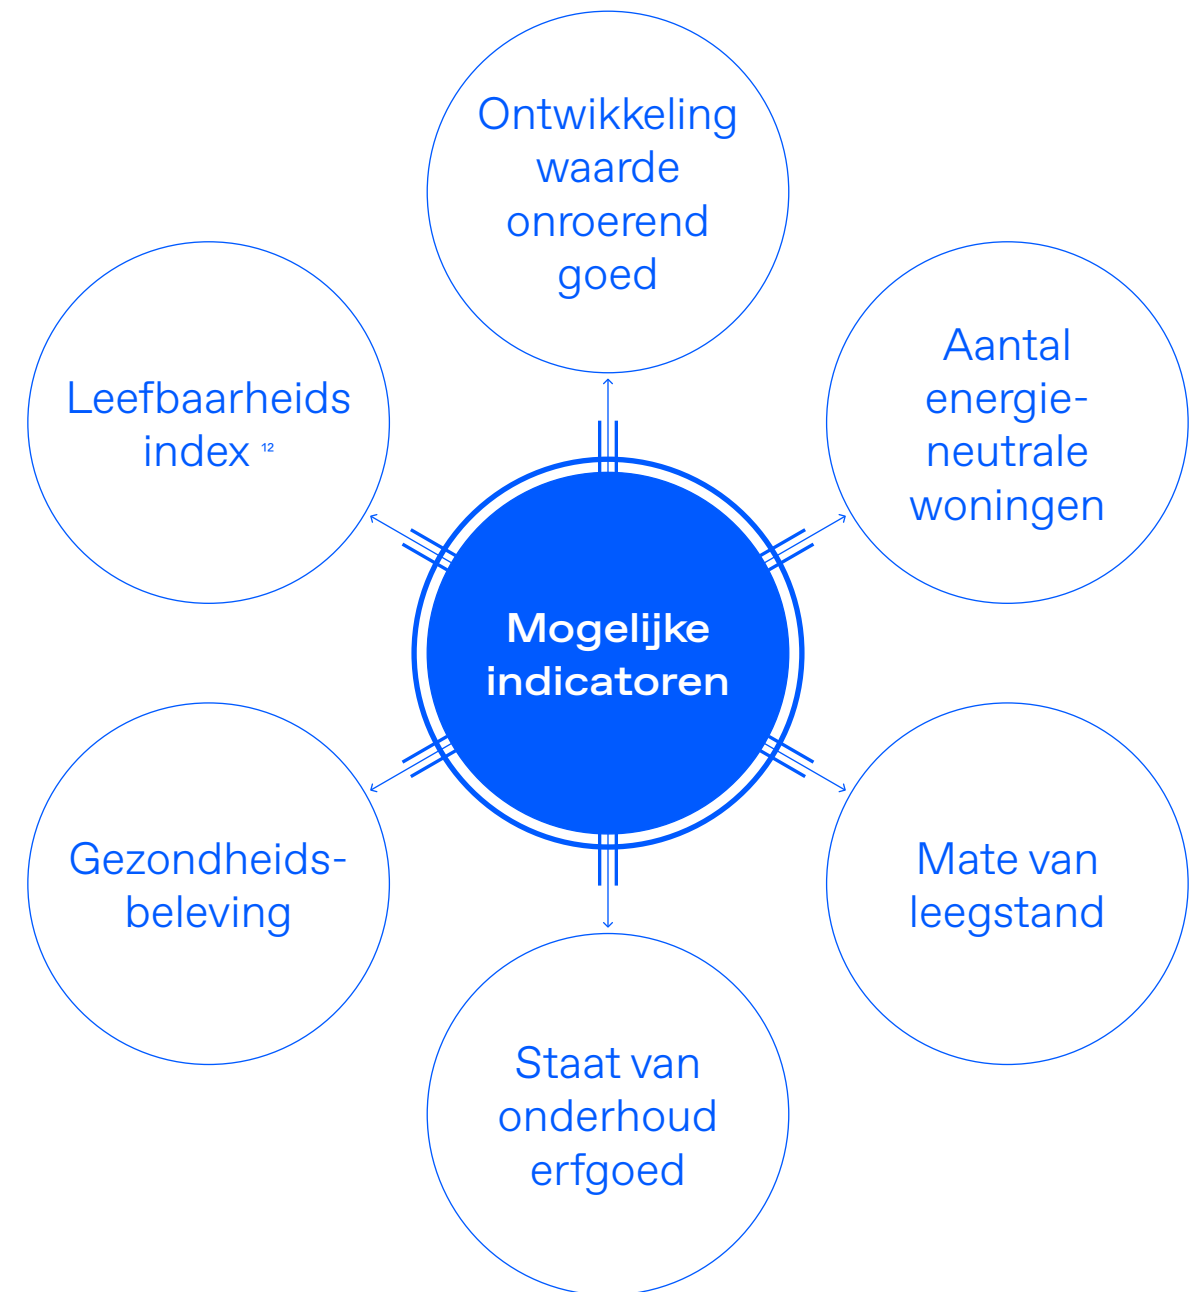 Ontwikkeling
waarde
onroerend
goed
Aantal
energie-
neutrale
woningen
Leefbaarheids
index 12
Mogelijke
indicatoren
Gezondheids-
beleving
Mate van
leegstand
Staat van
onderhoud
erfgoed